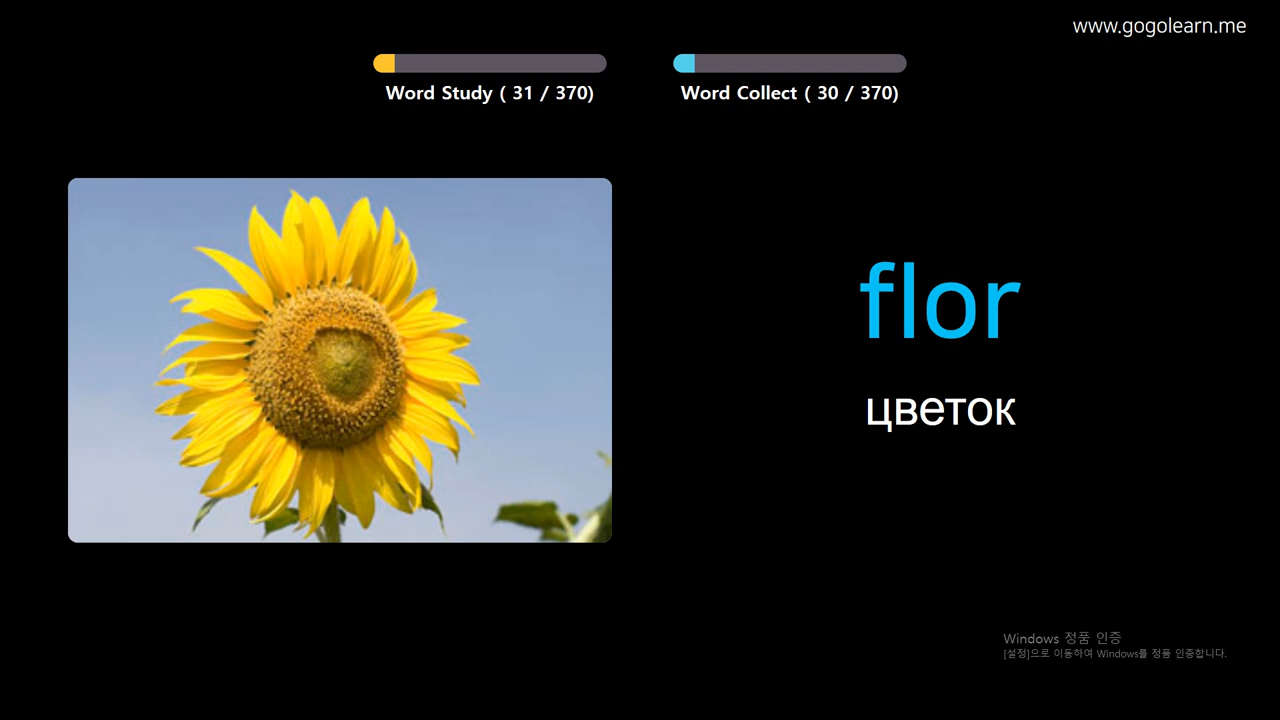 www.gogolearn.me
Word Study ( 31 / 370)
Word Collect ( 30 / 370)
flor
цветок
Windows 정품 인증
[설정]으로 이동하여 Windows를 정품 인증합니다.